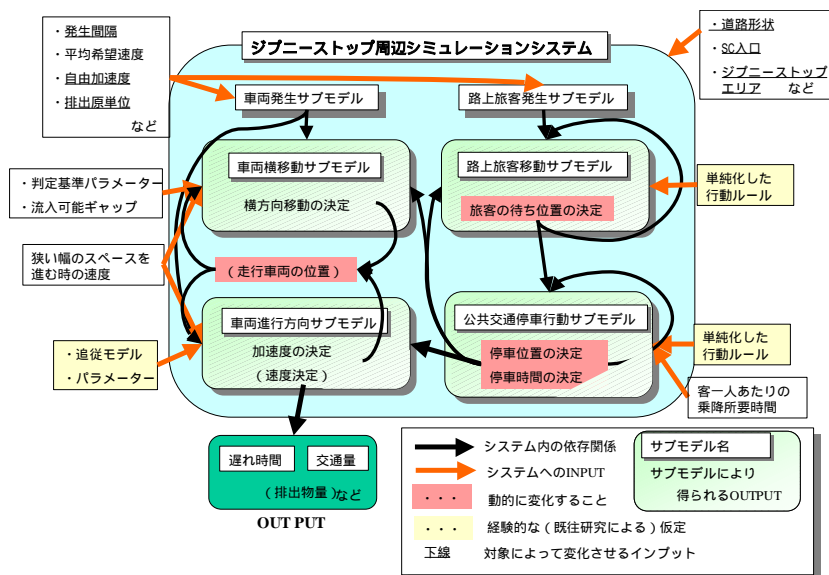 ・発生間隔
・平均希望速度
・自由加速度
・排出原単位
など
ジプニーストップ周辺シミュレーションシステム
・道路形状
・SC入口
・ジプニーストップ
エリア など
車両発生サブモデル
路上旅客発生サブモデル
車両横移動サブモデル
横方向移動の決定
路上旅客移動サブモデル
旅客の待ち位置の決定
単純化した
行動ルール
・判定基準パラメーター
・流入可能ギャップ
狭い幅のスペースを
進む時の速度
(走行車両の位置)
車両進行方向サブモデル
加速度の決定
(速度決定)
公共交通停車行動サブモデル
停車位置の決定
停車時間の決定
・追従モデル
・パラメーター
単純化した
行動ルール
客一人あたりの
乗降所要時間
遅れ時間
交通量
(排出物量)など
OUT PUT
システム内の依存関係
システムへのINPUT
・・・ 動的に変化すること
・・・ 経験的な(既往研究による)仮定
下線 対象によって変化させるインプット
サブモデル名
サブモデルにより
得られるOUTPUT